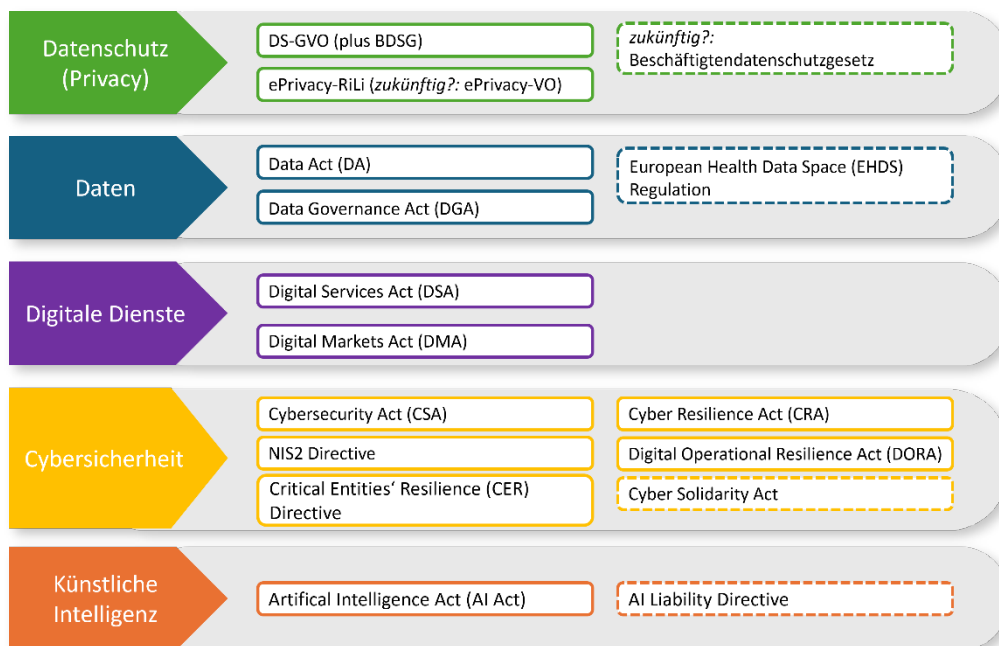 Datenschutz
(Privacy)
DS-GVO (plus BDSG)
ePrivacy-RiLi (zukünftig?: ePrivacy-VO)
zukünftig?:
Beschäftigtendatenschutzgesetz
Daten
Data Act (DA)
Data Governance Act (DGA)
European Health Data Space (EHDS)
Regulation
Digitale Dienste
Digital Services Act (DSA)
Digital Markets Act (DMA)
Cybersicherheit
Cybersecurity Act (CSA)
NIS2 Directive
Critical Entities‘ Resilience (CER)
Directive
Cyber Resilience Act (CRA)
Digital Operational Resilience Act (DORA)
Cyber Solidarity Act
Künstliche
Intelligenz
Artifical Intelligence Act (AI Act)
AI Liability Directive